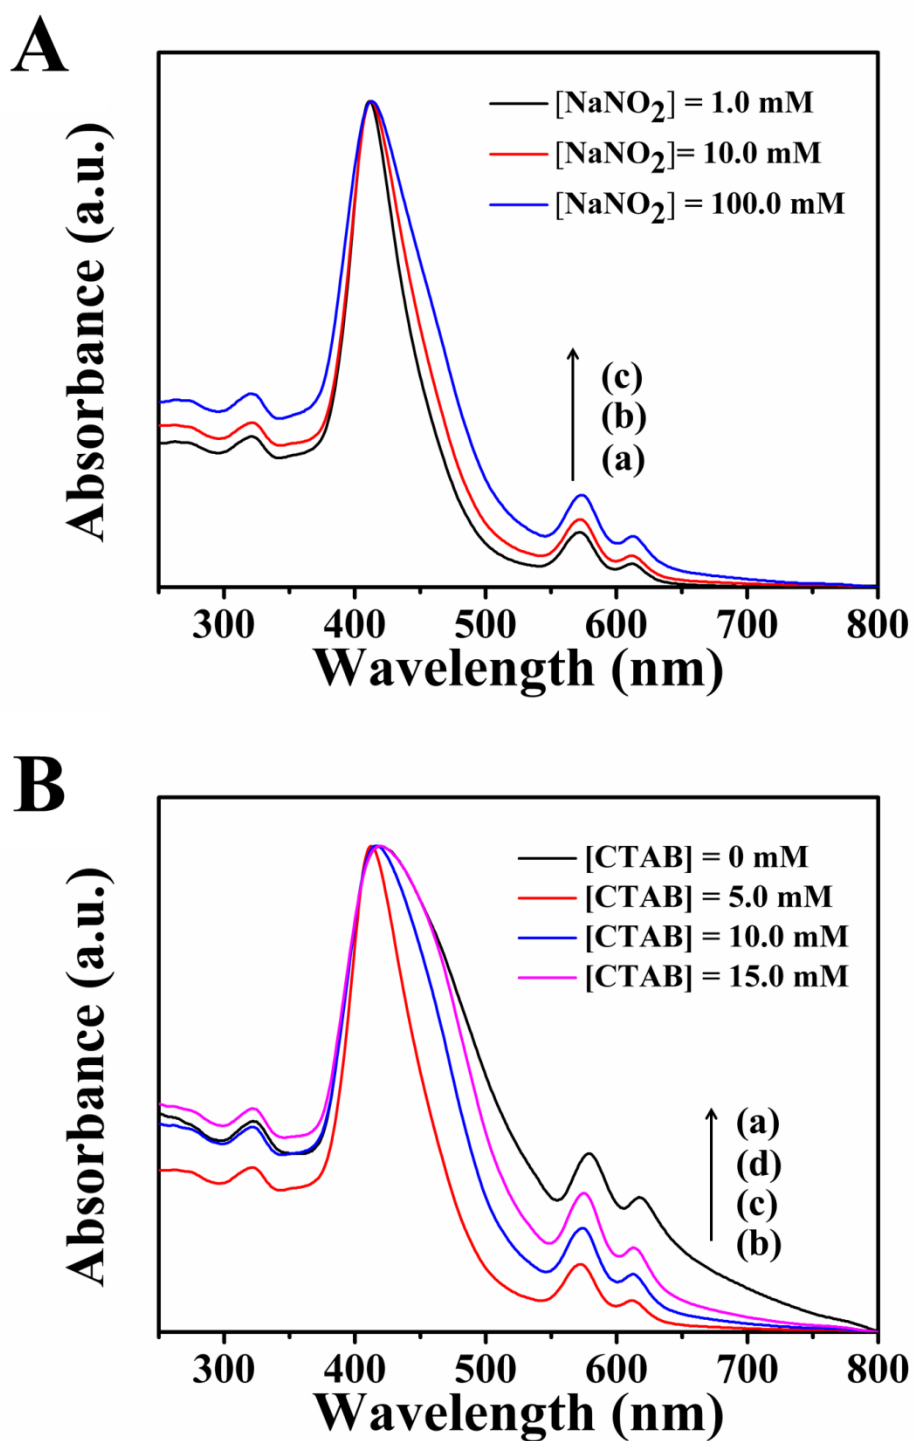 A
[NaNO2] = 1.0 mM
[NaNO2]= 10.0 mM
[NaNO2] = 100.0 mM
(c)
(b)
(a)
Absorbance (a.u.)
300 400 500 600 700 800
Wavelength (nm)
B
[CTAB] = 0 mM
[CTAB] = 5.0 mM
[CTAB] = 10.0 mM
[CTAB] = 15.0 mM
(a)
(d)
(c)
(b)
Absorbance (a.u.)
300 400 500 600 700 800
Wavelength (nm)